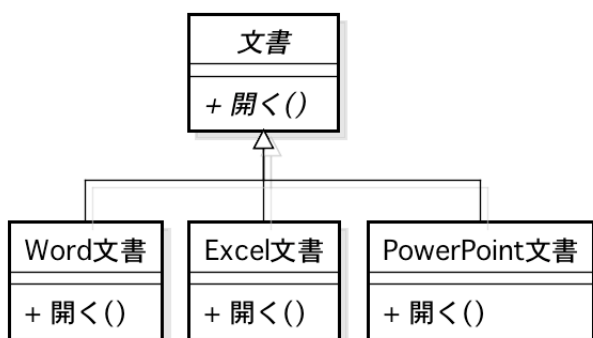 文書
+ 開く()
Word文書
+ 開く()
Excel文書
+ 開く()
PowerPoint文書
+ 開く()